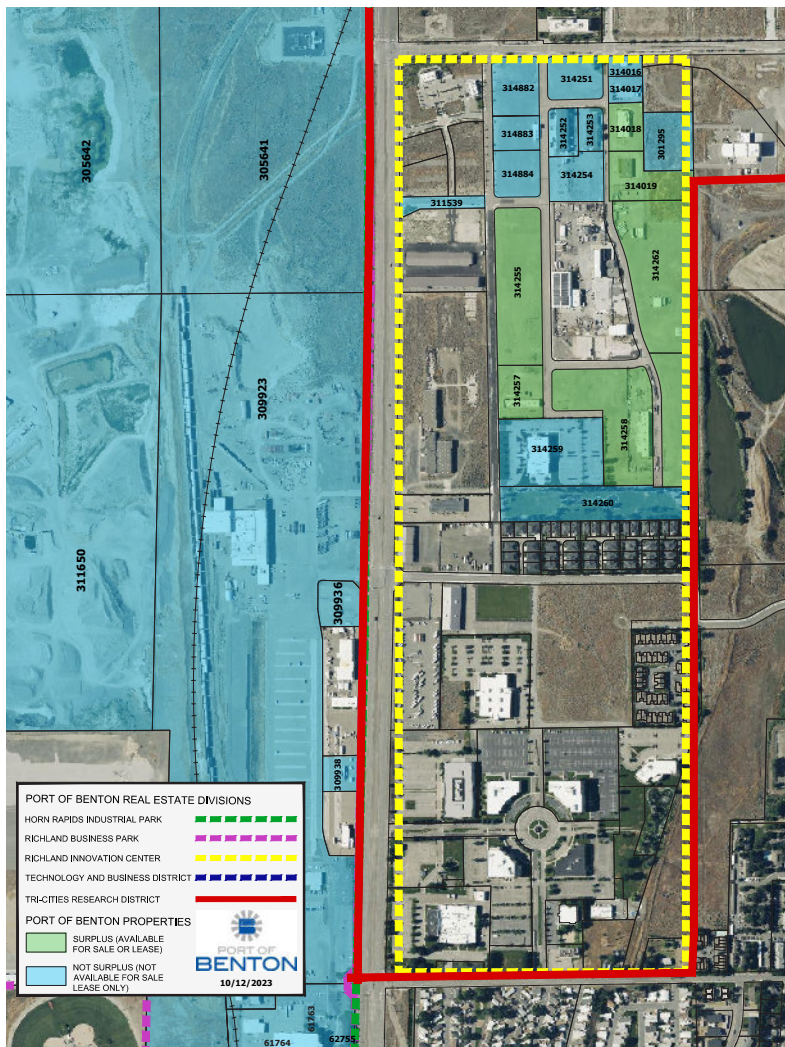 314251
314016
314882
314017
314252
314253
314883
314018
301295
305642
305641
314884
314254
314019
311539
314262
314255
314257
309923
314258
314259
314260
311650
309936
309938
PORT OF BENTON REAL ESTATE DIVISIONS
HORN RAPIDS INDUSTRIAL PARK
RICHLAND BUSINESS PARK
RICHLAND INNOVATION CENTER
TECHNOLOGY AND BUSINESS DISTRICT
TRI-CITIES RESEARCH DISTRICT
PORT OF BENTON PROPERTIES
SURPLUS (AVAILABLE
FOR SALE OR LEASE)
NOT SURPLUS (NOT
AVAILABLE FOR SALE
LEASE ONLY)
PORT OF
BENTON
10/12/2023
61763
62755
61764